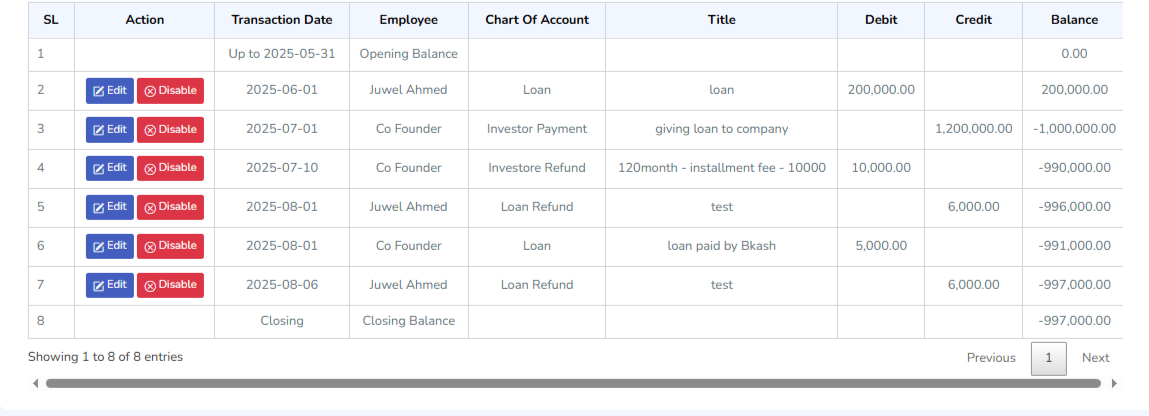 SL Action Transaction Date Employee Chart Of Account Title Debit Credit Balance
1 Up to 2025-05-31 Opening Balance 0.00
2 Edit Disable 2025-06-01 Juwel Ahmed Loan loan 200,000.00 200,000.00
3 Edit Disable 2025-07-01 Co Founder Investor Payment giving loan to company 1,200,000.00 -1,000,000.00
4 Edit Disable 2025-07-10 Co Founder Investore Refund 120month - installment fee - 10000 10,000.00 -990,000.00
5 Edit Disable 2025-08-01 Juwel Ahmed Loan Refund test 6,000.00 -996,000.00
6 Edit Disable 2025-08-01 Co Founder Loan loan paid by Bkash 5,000.00 -991,000.00
7 Edit Disable 2025-08-06 Juwel Ahmed Loan Refund test 6,000.00 -997,000.00
8 Closing Closing Balance -997,000.00
Showing 1 to 8 of 8 entries Previous 1 Next